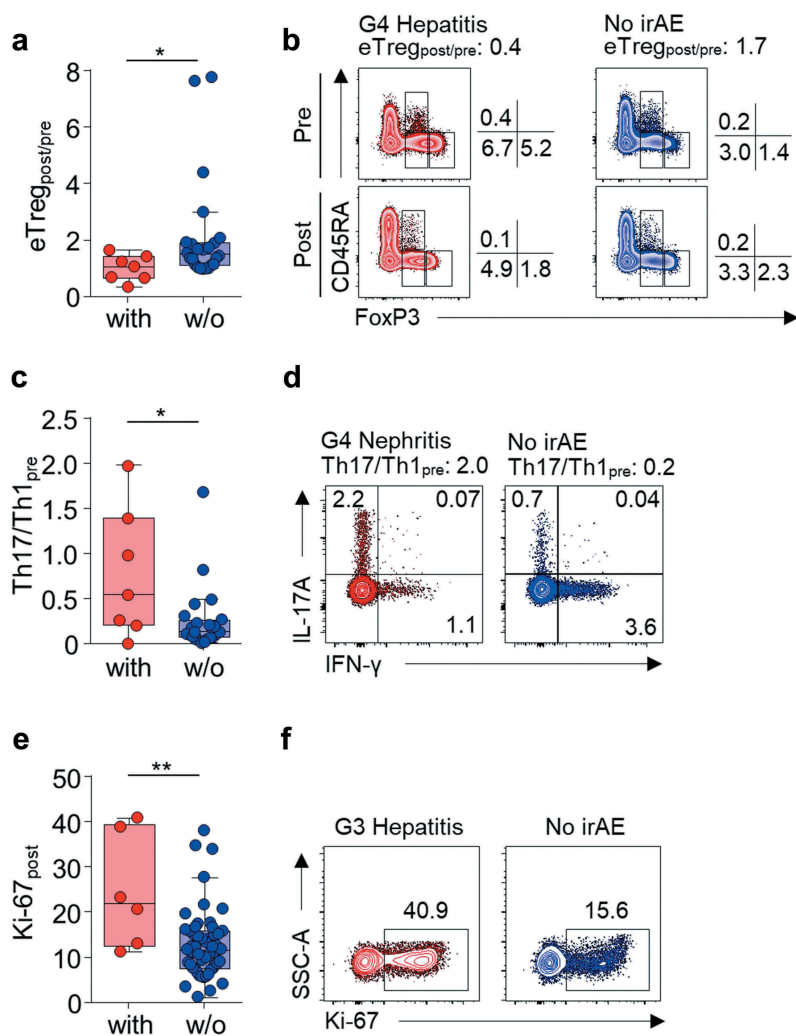 a
*
eTregpost/pre
8
6
4
2
0
with w/o
b
G4 Hepatitis
eTregpost/pre: 0.4
No irAE
eTregpost/pre: 1.7
Pre
0.4
6.7 5.2
0.2
3.0 1.4
Post
CD45RA
0.1
4.9 1.8
0.2
3.3 2.3
FoxP3
c
*
Th17/Th1pre
2.5
2.0
1.5
1.0
0.5
0
with w/o
d
G4 Nephritis
Th17/Th1pre: 2.0
No irAE
Th17/Th1pre: 0.2
2.2 0.07
1.1
0.7 0.04
3.6
IL-17A
IFN-γ
e
**
Ki-67post
50
40
30
20
10
0
with w/o
f
G3 Hepatitis
No irAE
40.9
15.6
SSC-A
Ki-67